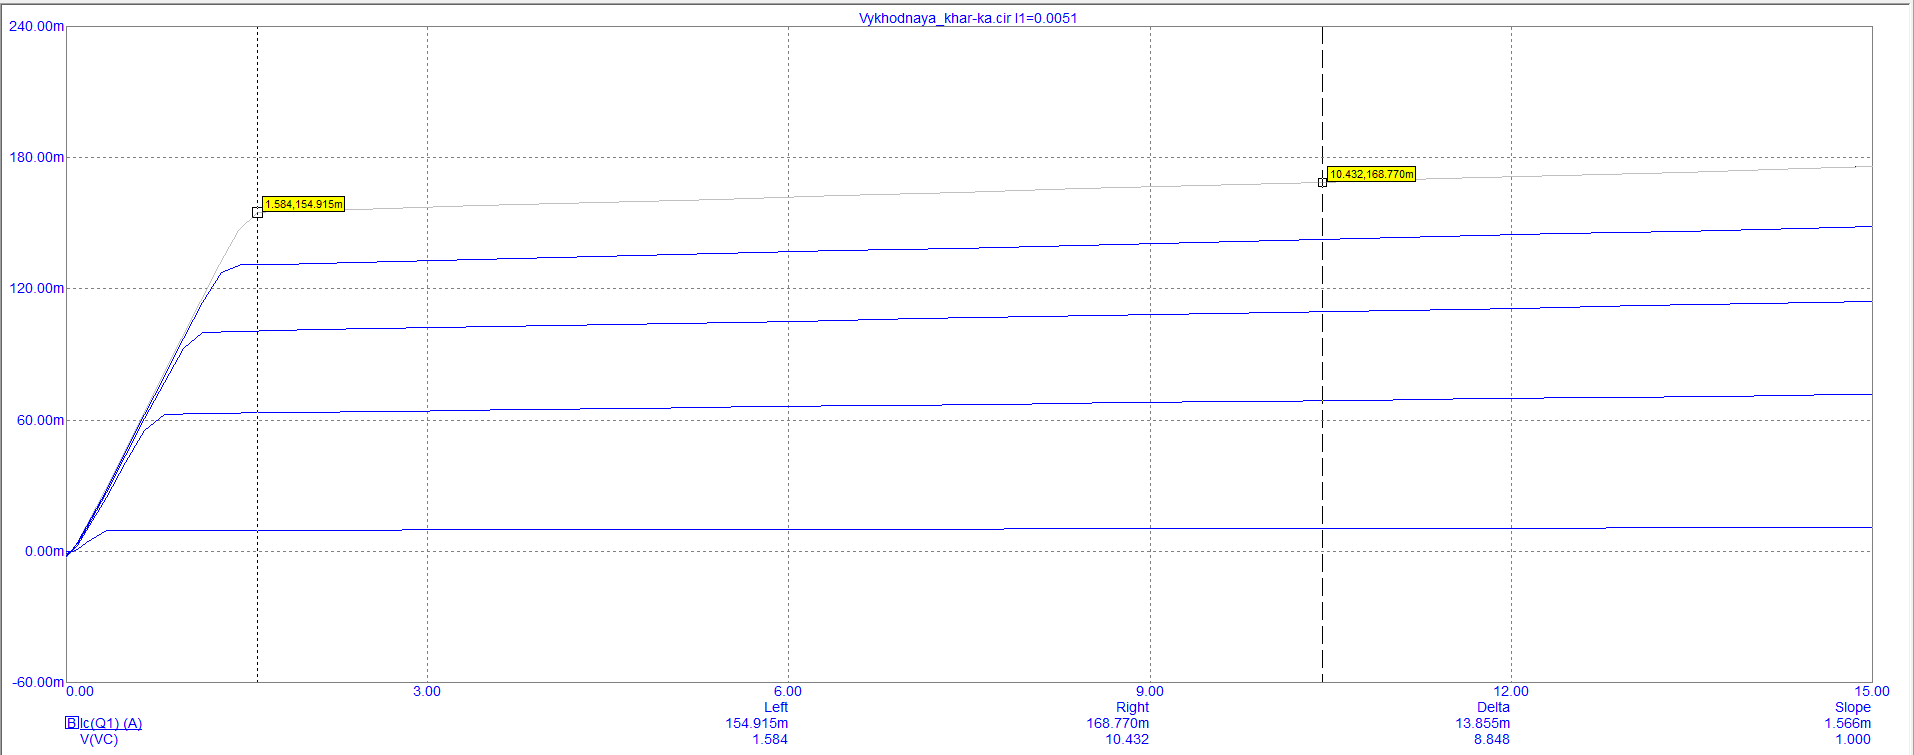 Vykhodnaya_khar-ka.cir I1=0.0051
240.00m
180.00m
10.432,168.770m
1.584,154.915m
120.00m
60.00m
0.00m
-60.00m
0.00 3.00 6.00 9.00 12.00 15.00
Left Right Delta Slope
B Ic(Q1) (A) 154.915m 168.770m 13.855m 1.566m
V(VC) 1.584 10.432 8.848 1.000